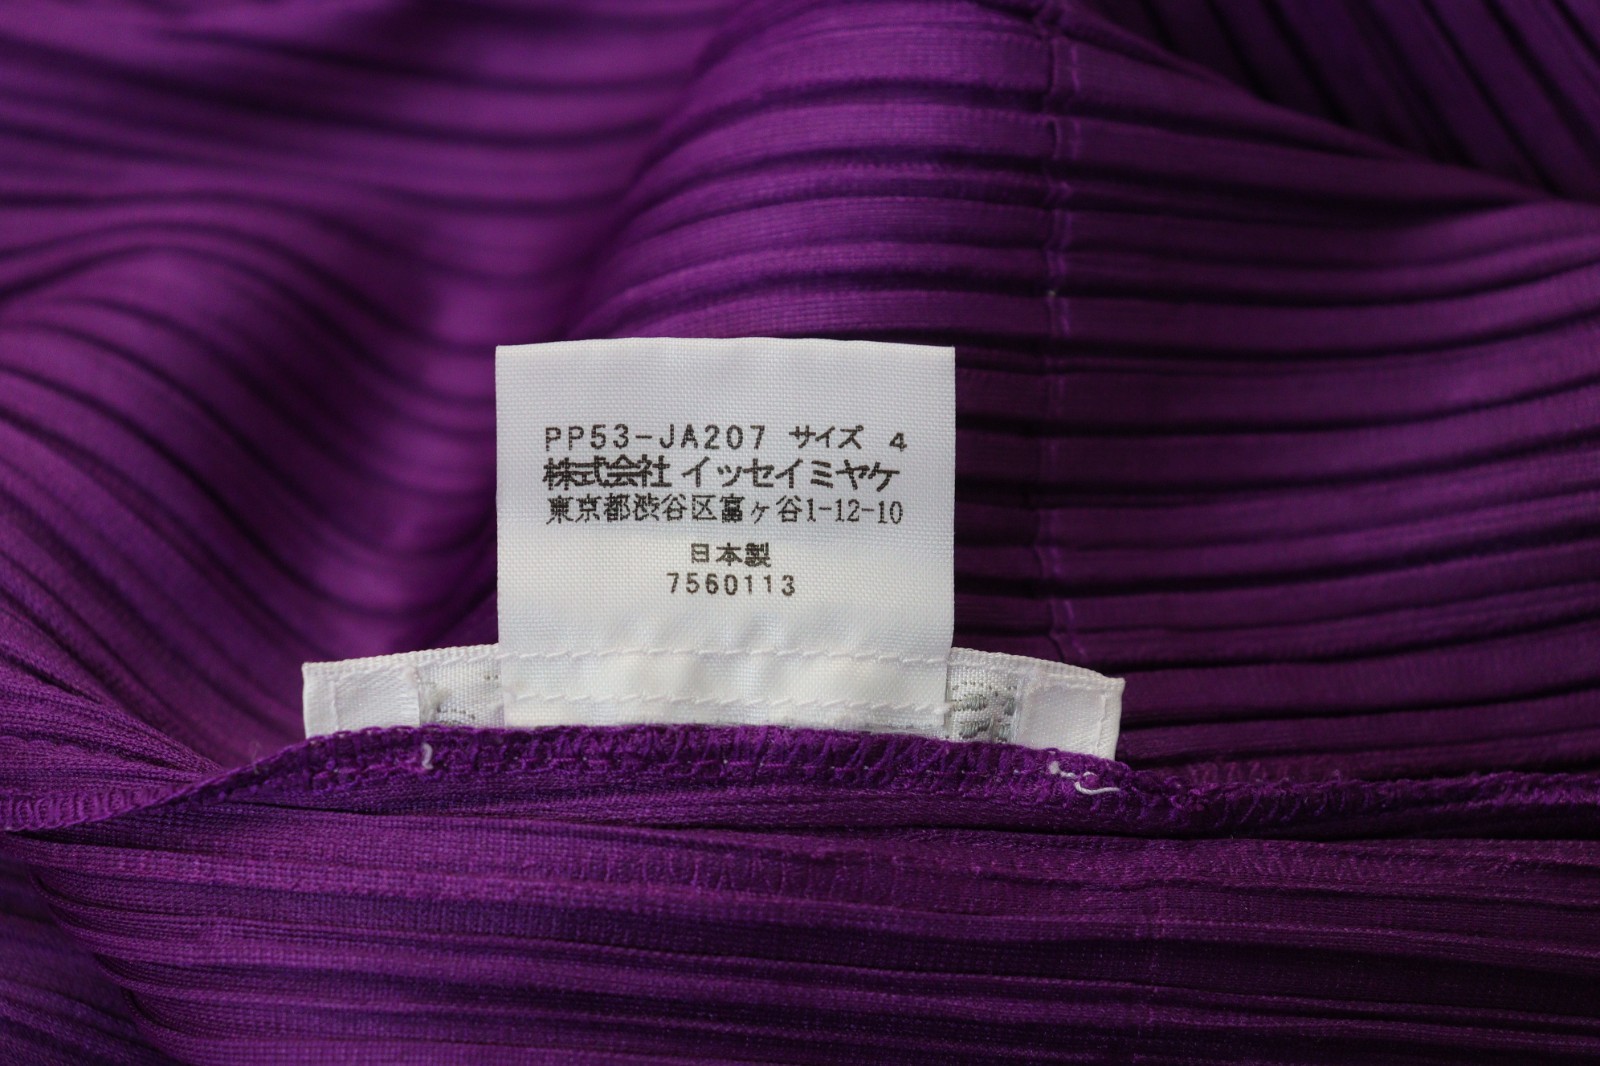 PP53-JA207 サイズ 4
株式会社 イッセイミヤケ
東京都渋谷区富ヶ谷1-12-10
日本製
7560113